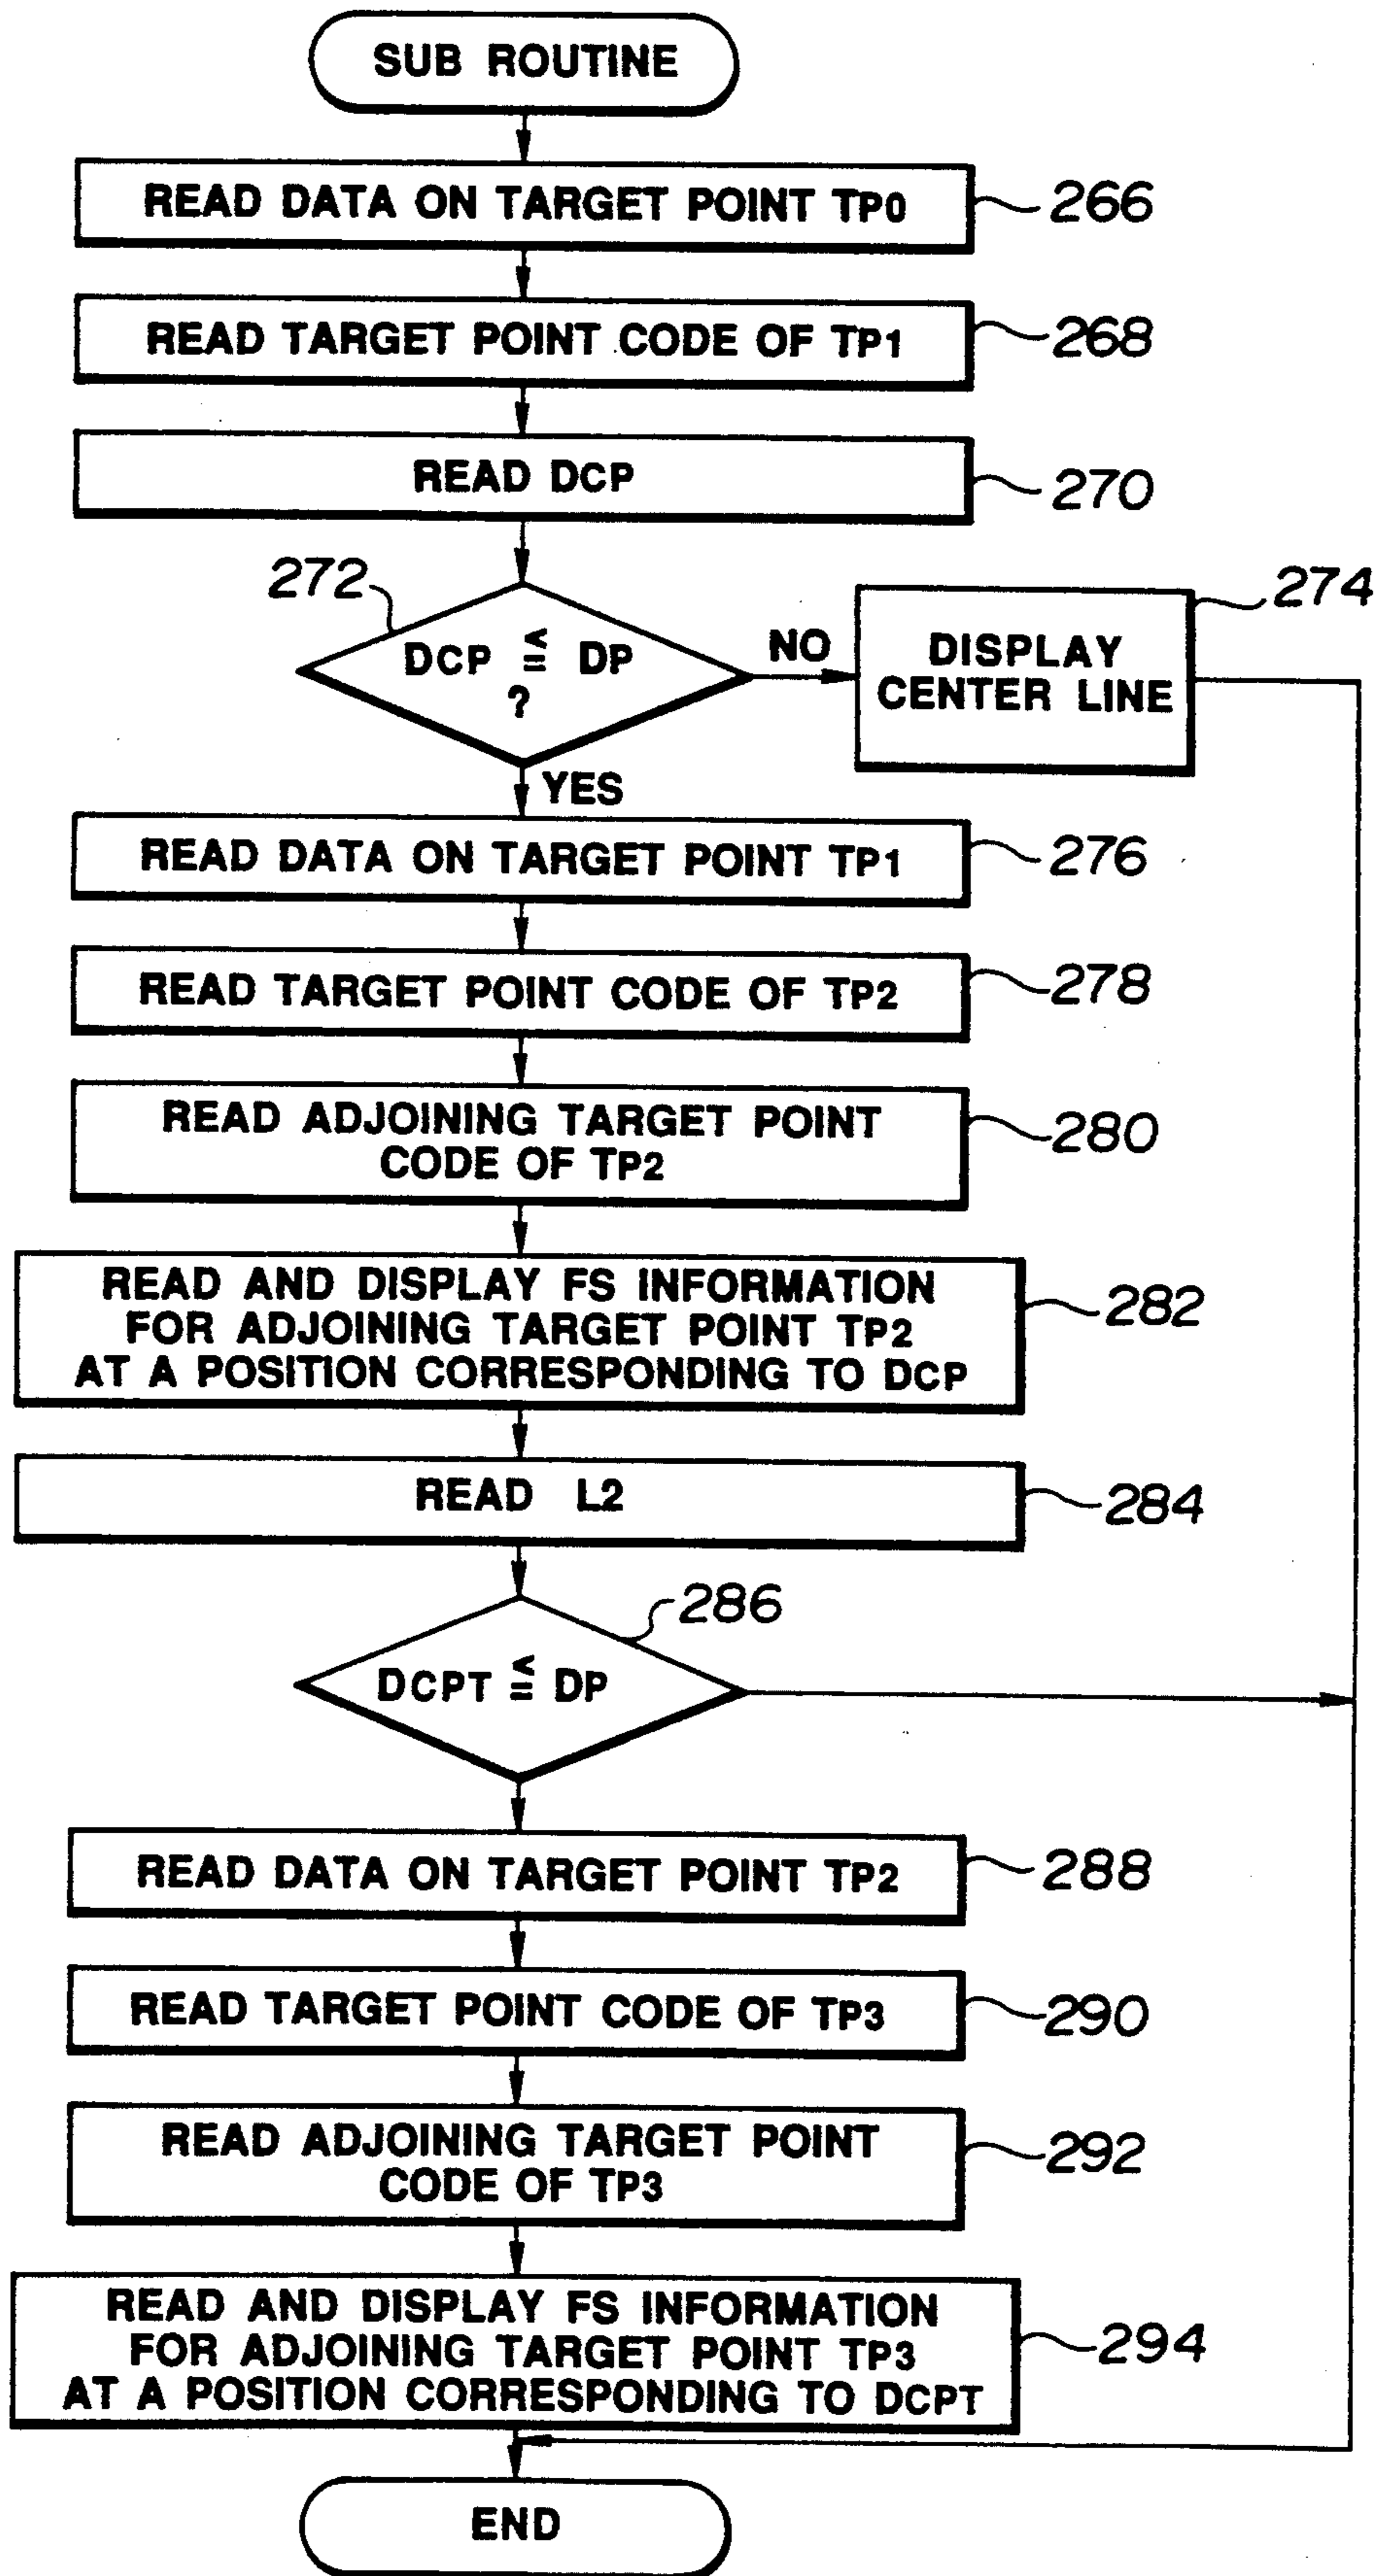 SUB ROUTINE
READ DATA ON TARGET POINT TP0
266
READ TARGET POINT CODE OF TP1
268
READ DCP
270
272
DCP ≦ DP
?
NO
DISPLAY
CENTER LINE
274
YES
READ DATA ON TARGET POINT TP1
276
READ TARGET POINT CODE OF TP2
278
READ ADJOINING TARGET POINT
CODE OF TP2
280
READ AND DISPLAY FS INFORMATION
FOR ADJOINING TARGET POINT TP2
AT A POSITION CORRESPONDING TO DCP
282
READ L2
284
286
DCPT ≦ DP
READ DATA ON TARGET POINT TP2
288
READ TARGET POINT CODE OF TP3
290
READ ADJOINING TARGET POINT
CODE OF TP3
292
READ AND DISPLAY FS INFORMATION
FOR ADJOINING TARGET POINT TP3
AT A POSITION CORRESPONDING TO DCPT
294
END